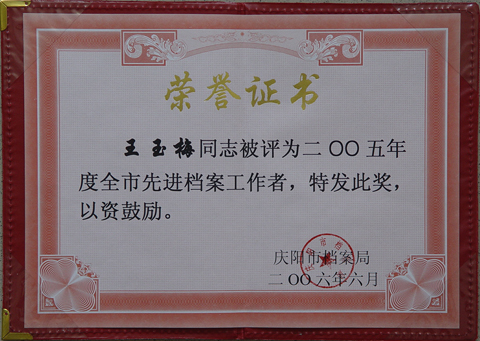 荣誉证书
王玉梅同志被评为二OO五年
度全市先进档案工作者，特发此奖，
以资鼓励。
庆阳市档案局
二OO六年六月